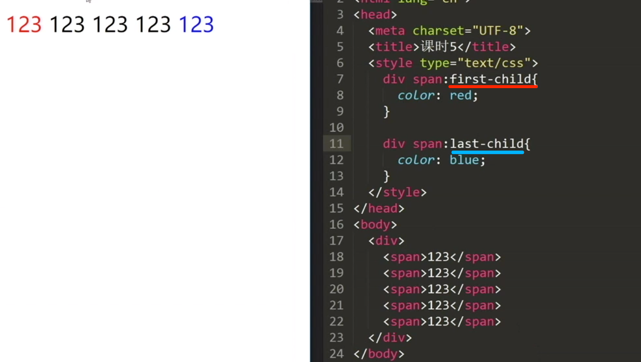 123 123 123 123 123
2 <html lang="en">
3 <head>
4 <meta charset="UTF-8">
5 <title>课时5</title>
6 <style type="text/css">
7 div span:first-child{
8 color: red;
9 }
10
11 div span:last-child{
12 color: blue;
13 }
14 </style>
15 </head>
16 <body>
17 <div>
18 <span>123</span>
19 <span>123</span>
20 <span>123</span>
21 <span>123</span>
22 <span>123</span>
23 </div>
24 </body>